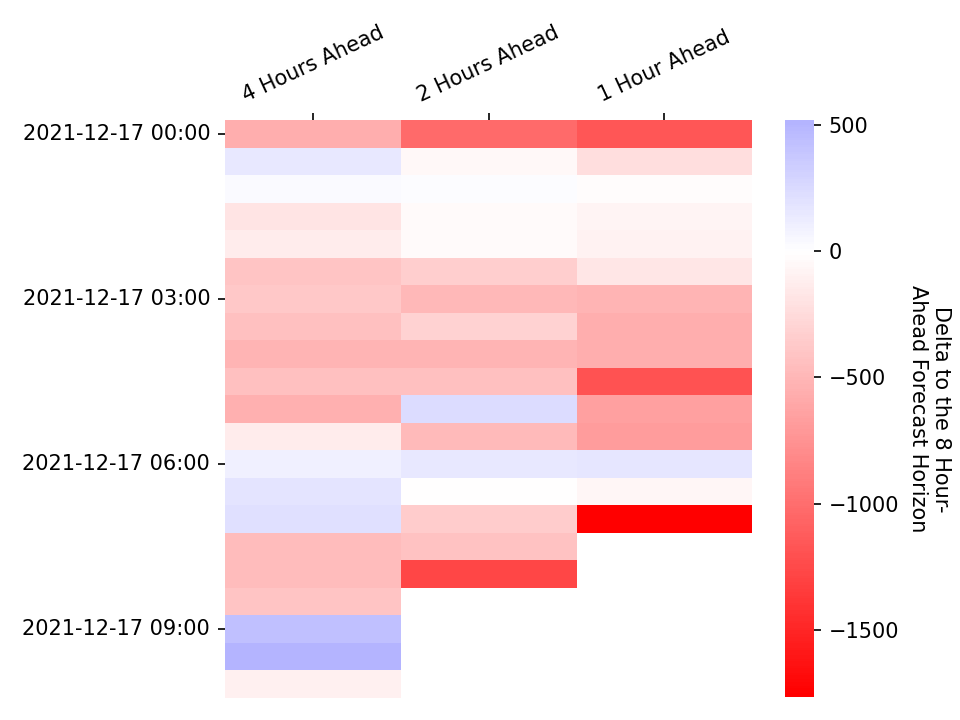 4 Hours Ahead
2 Hours Ahead
1 Hour Ahead
2021-12-17 00:00
2021-12-17 03:00
2021-12-17 06:00
2021-12-17 09:00
500
0
−500
−1000
−1500
Delta to the 8 Hour-
Ahead Forecast Horizon